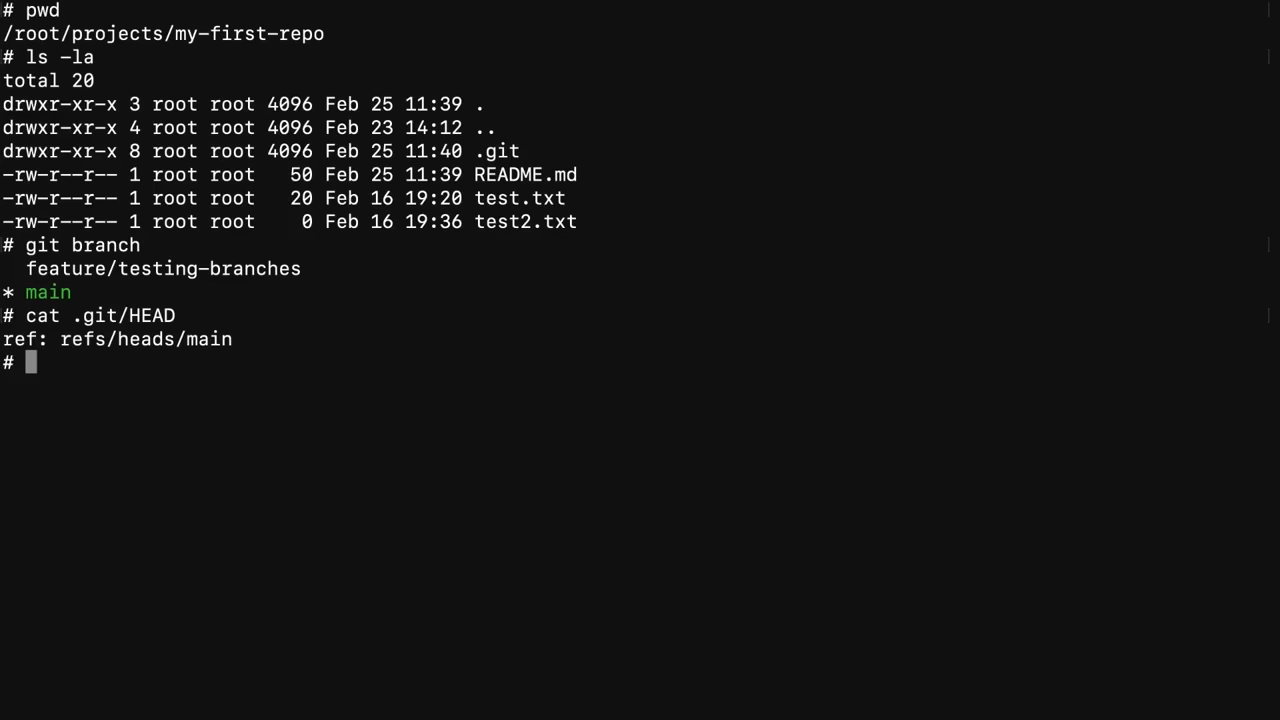 # pwd
/root/projects/my-first-repo
# ls -la
total 20
drwxr-xr-x 3 root root 4096 Feb 25 11:39 .
drwxr-xr-x 4 root root 4096 Feb 23 14:12 ..
drwxr-xr-x 8 root root 4096 Feb 25 11:40 .git
-rw-r--r-- 1 root root   50 Feb 25 11:39 README.md
-rw-r--r-- 1 root root   20 Feb 16 19:20 test.txt
-rw-r--r-- 1 root root    0 Feb 16 19:36 test2.txt
# git branch
  feature/testing-branches
* main
# cat .git/HEAD
ref: refs/heads/main
#